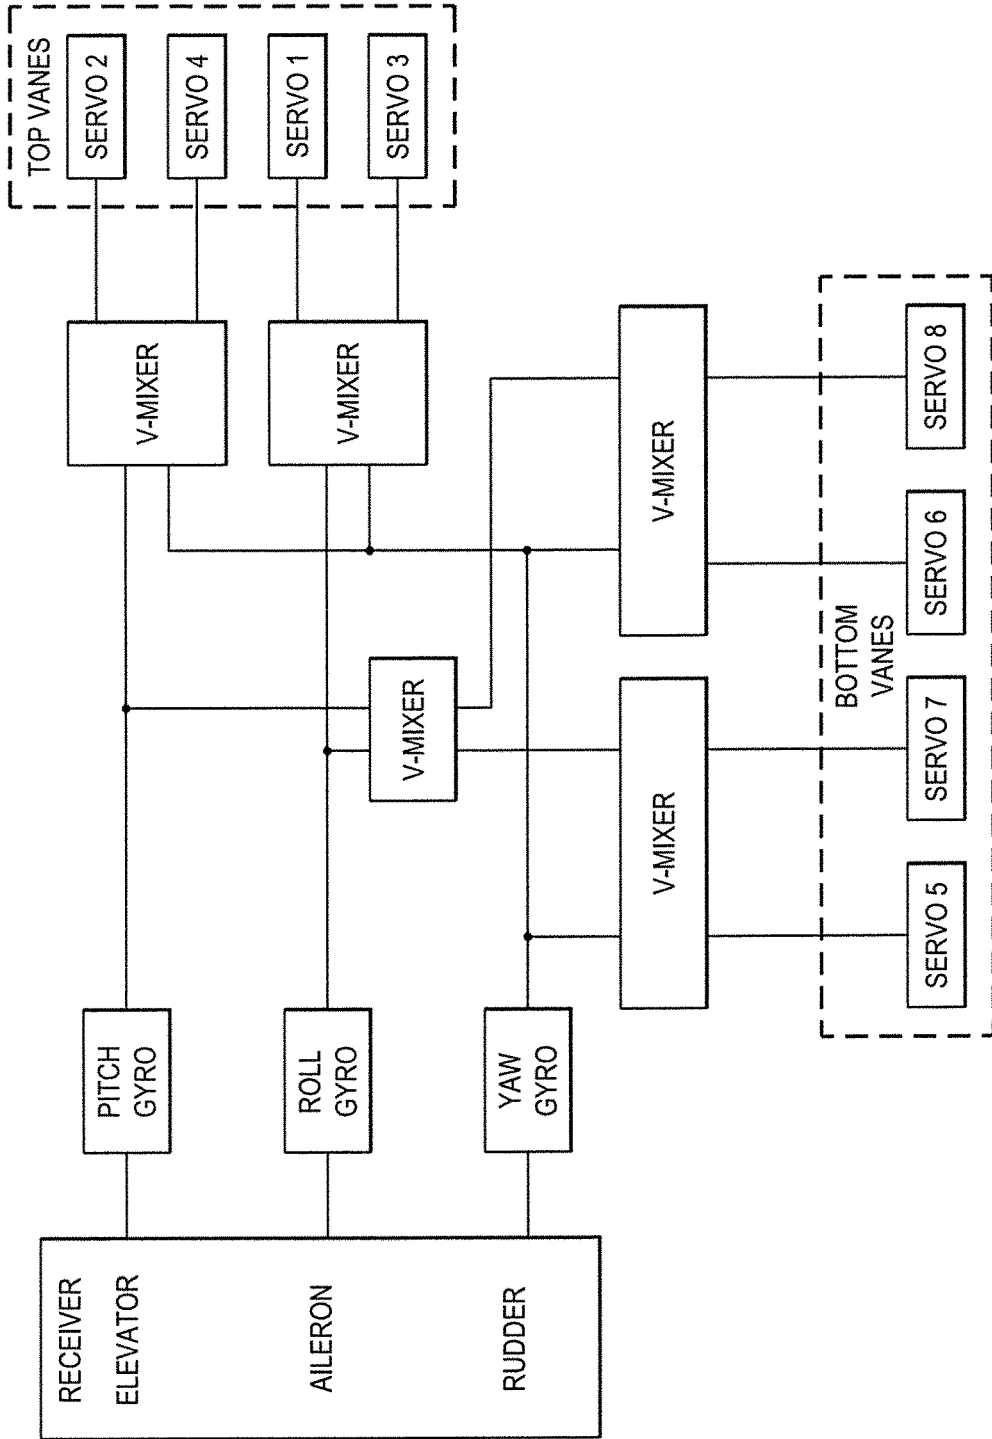 RECEIVER
ELEVATOR
AILERON
RUDDER
PITCH
GYRO
ROLL
GYRO
YAW
GYRO
V-MIXER
V-MIXER
V-MIXER
V-MIXER
V-MIXER
TOP VANES
SERVO 2
SERVO 4
SERVO 1
SERVO 3
BOTTOM
VANES
SERVO 5
SERVO 7
SERVO 6
SERVO 8